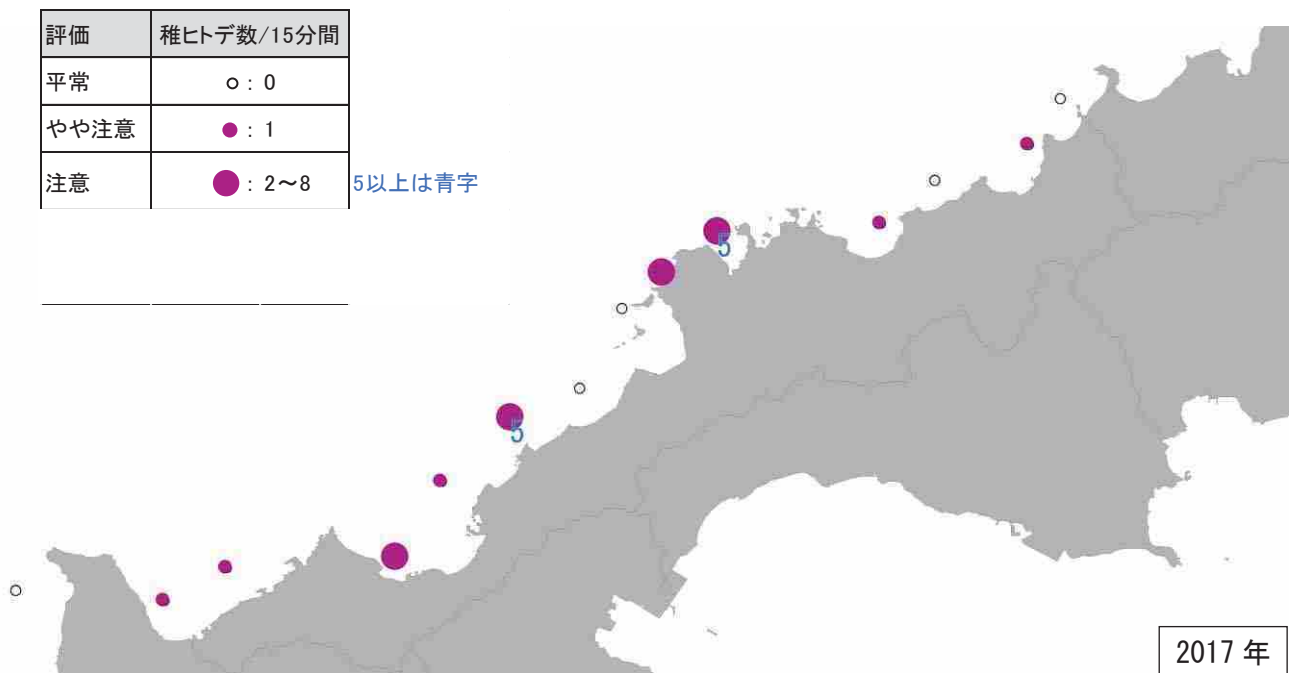 評価 稚ヒトデ数/15分間
平常 : 0
やや注意 : 1
注意 : 2～8 5以上は青字
5
5
2017 年